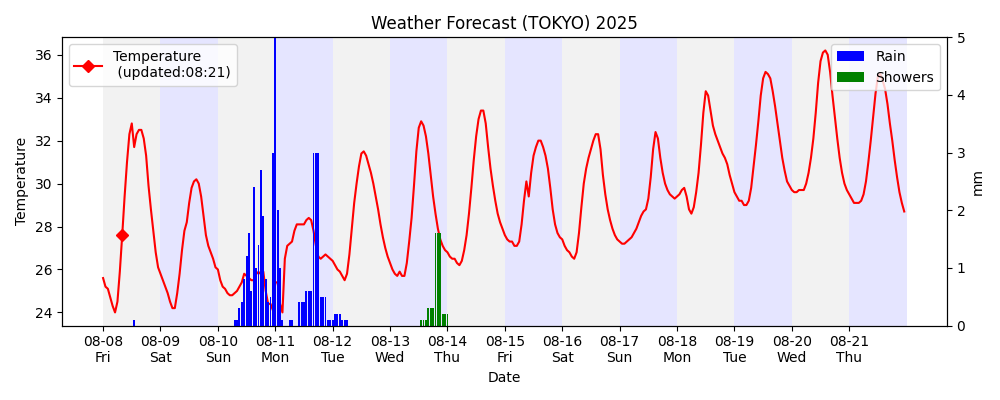 Weather Forecast (TOKYO) 2025
Temperature
(updated:08:21)
Rain
Showers
36
34
32
30
28
26
24
Temperature
5
4
3
2
1
0
mm
08-08 08-09 08-10 08-11 08-12 08-13 08-14 08-15 08-16 08-17 08-18 08-19 08-20 08-21
Fri Sat Sun Mon Tue Wed Thu Fri Sat Sun Mon Tue Wed Thu
Date